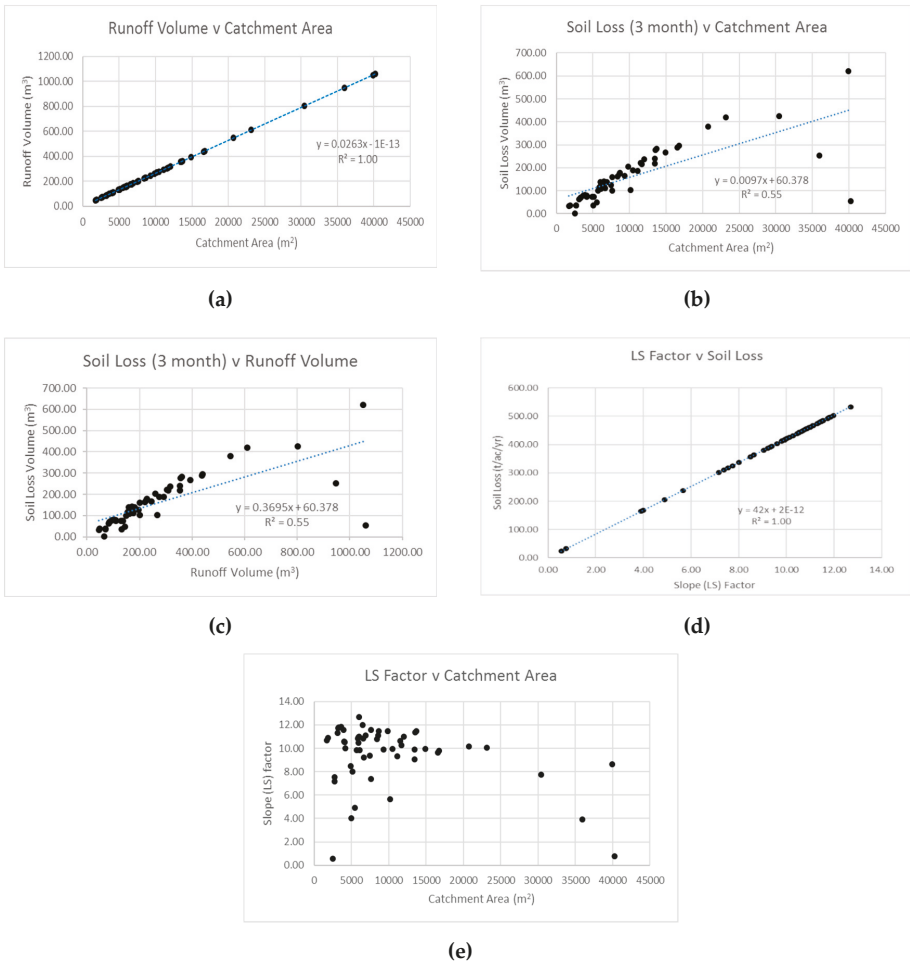 Runoff Volume v Catchment Area
Runoff Volume (m³)
1200.00
1000.00
800.00
600.00
400.00
200.00
0.00
y = 0.0263x - 1E-13
R² = 1.00
0 5000 10000 15000 20000 25000 30000 35000 40000 45000
Catchment Area (m²)
(a)
Soil Loss (3 month) v Catchment Area
Soil Loss Volume (m³)
700.00
600.00
500.00
400.00
300.00
200.00
100.00
0.00
y = 0.0097x + 60.378
R² = 0.55
0 5000 10000 15000 20000 25000 30000 35000 40000 45000
Catchment Area (m²)
(b)
Soil Loss (3 month) v Runoff Volume
Soil Loss Volume (m³)
700.00
600.00
500.00
400.00
300.00
200.00
100.00
0.00
y = 0.3695x + 60.378
R² = 0.55
0.00 200.00 400.00 600.00 800.00 1000.00 1200.00
Runoff Volume (m³)
(c)
LS Factor v Soil Loss
Soil Loss (t/ac/yr)
600.00
500.00
400.00
300.00
200.00
100.00
0.00
y = 42x + 2E-12
R² = 1.00
0.00 2.00 4.00 6.00 8.00 10.00 12.00 14.00
Slope (LS) Factor
(d)
LS Factor v Catchment Area
Slope (LS) factor
14.00
12.00
10.00
8.00
6.00
4.00
2.00
0.00
0 5000 10000 15000 20000 25000 30000 35000 40000 45000
Catchment Area (m²)
(e)